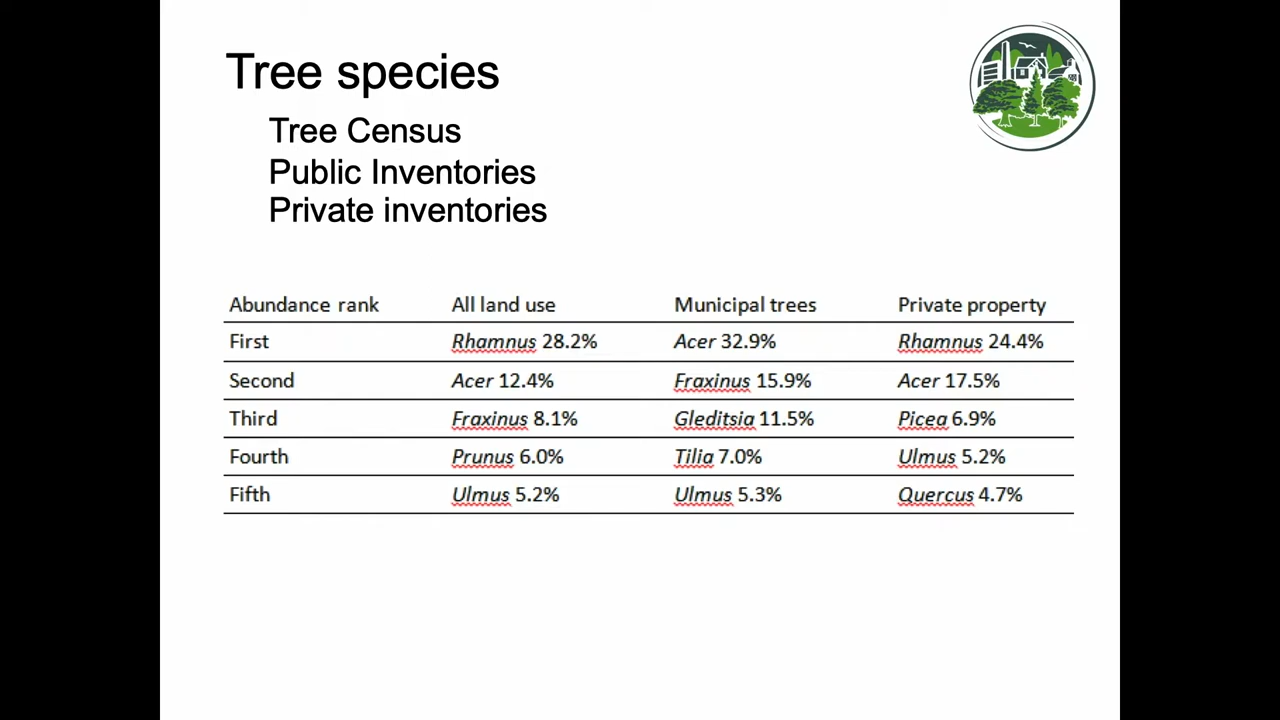 Tree species
Tree Census
Public Inventories
Private inventories
Abundance rank All land use Municipal trees Private property
First Rhamnus 28.2% Acer 32.9% Rhamnus 24.4%
Second Acer 12.4% Fraxinus 15.9% Acer 17.5%
Third Fraxinus 8.1% Gleditsia 11.5% Picea 6.9%
Fourth Prunus 6.0% Tilia 7.0% Ulmus 5.2%
Fifth Ulmus 5.2% Ulmus 5.3% Quercus 4.7%